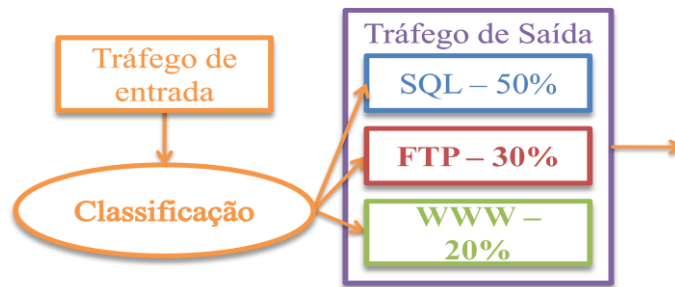 Tráfego de
entrada
Classificação
Tráfego de Saída
SQL – 50%
FTP – 30%
WWW –
20%